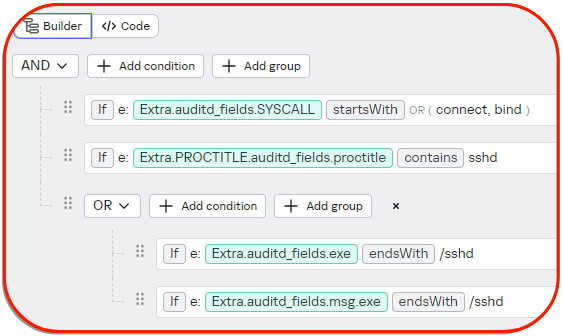 Builder </> Code
AND + Add condition + Add group
If e: Extra.auditd_fields.SYSCALL startsWith OR ( connect, bind )
If e: Extra.PROCTITLE.auditd_fields.proctitle contains sshd
OR + Add condition + Add group ×
If e: Extra.auditd_fields.exe endsWith /sshd
If e: Extra.auditd_fields.msg.exe endsWith /sshd